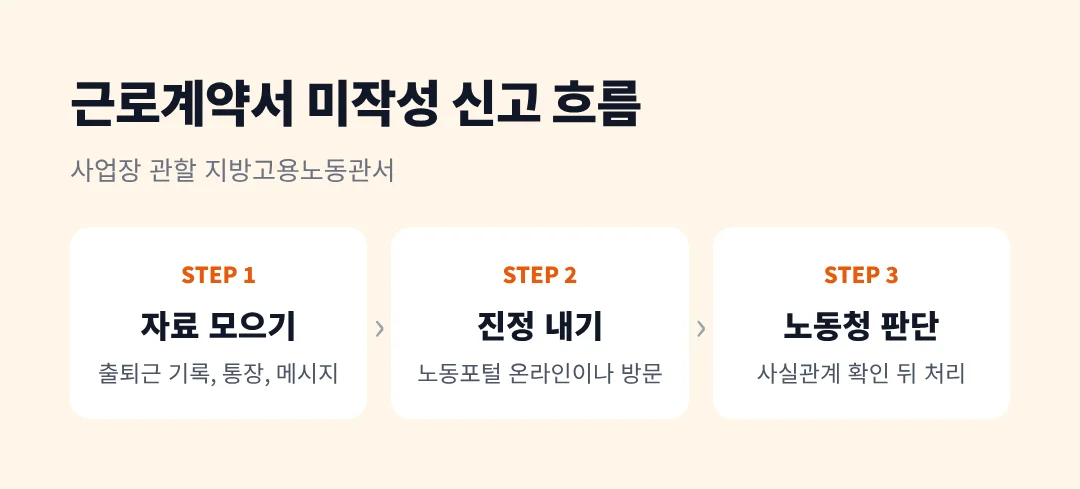 근로계약서 미작성 신고 흐름
사업장 관할 지방고용노동관서
STEP 1
자료 모으기
출퇴근 기록, 통장, 메시지
›
STEP 2
진정 내기
노동포털 온라인이나 방문
›
STEP 3
노동청 판단
사실관계 확인 뒤 처리